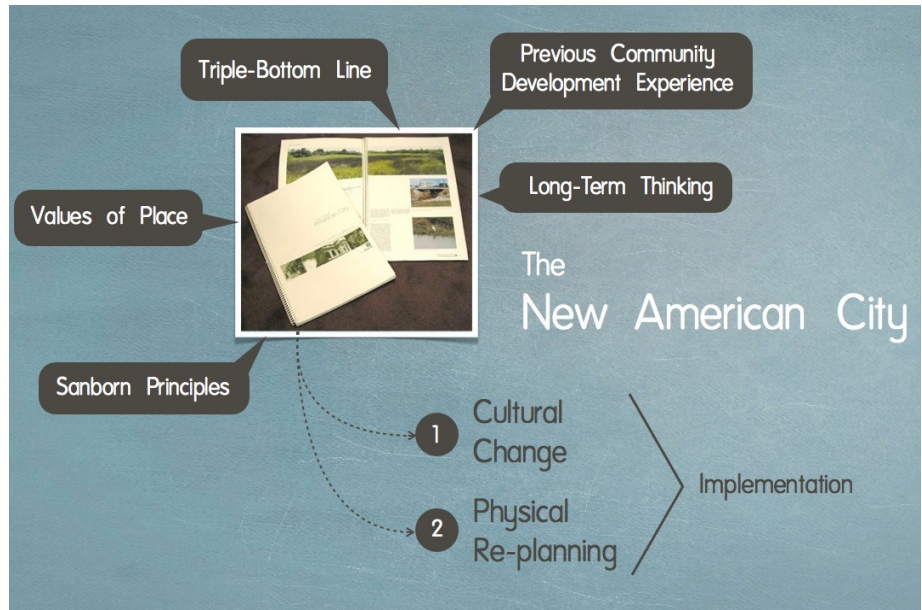 Triple-Bottom Line
Previous Community
Development Experience
Values of Place
Long-Term Thinking
The
New American City
Sanborn Principles
1
Cultural
Change
2
Physical
Re-planning
Implementation